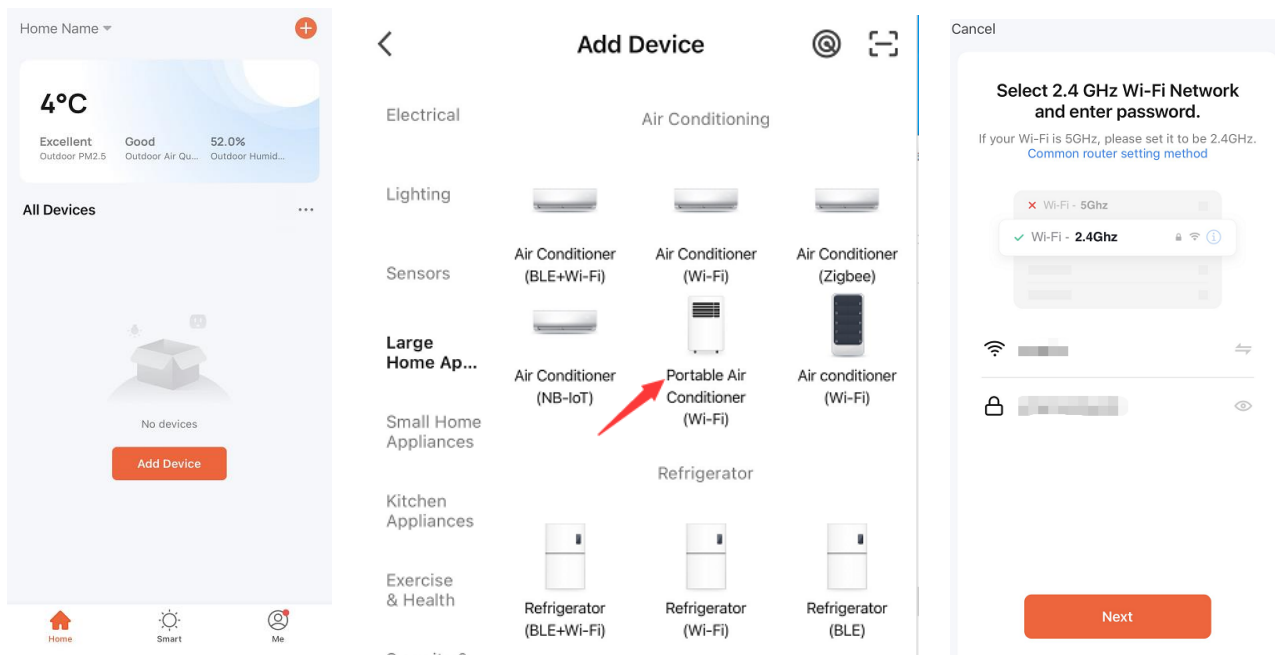 Home Name
4°C
Excellent Good 52.0%
Outdoor PM2.5 Outdoor Air Qu... Outdoor Humid...
All Devices
No devices
Add Device
Home Smart Me
Add Device
Electrical
Lighting
Sensors
Large
Home Ap...
Small Home
Appliances
Kitchen
Appliances
Exercise
& Health
Air Conditioning
Air Conditioner
(BLE+Wi-Fi)
Air Conditioner
(Wi-Fi)
Air Conditioner
(Zigbee)
Air Conditioner
(NB-IoT)
Portable Air
Conditioner
(Wi-Fi)
Air conditioner
(Wi-Fi)
Refrigerator
Refrigerator
(BLE+Wi-Fi)
Refrigerator
(Wi-Fi)
Refrigerator
(BLE)
Cancel
Select 2.4 GHz Wi-Fi Network
and enter password.
If your Wi-Fi is 5GHz, please set it to be 2.4GHz.
Common router setting method
Wi-Fi - 5Ghz
Wi-Fi - 2.4Ghz
Next